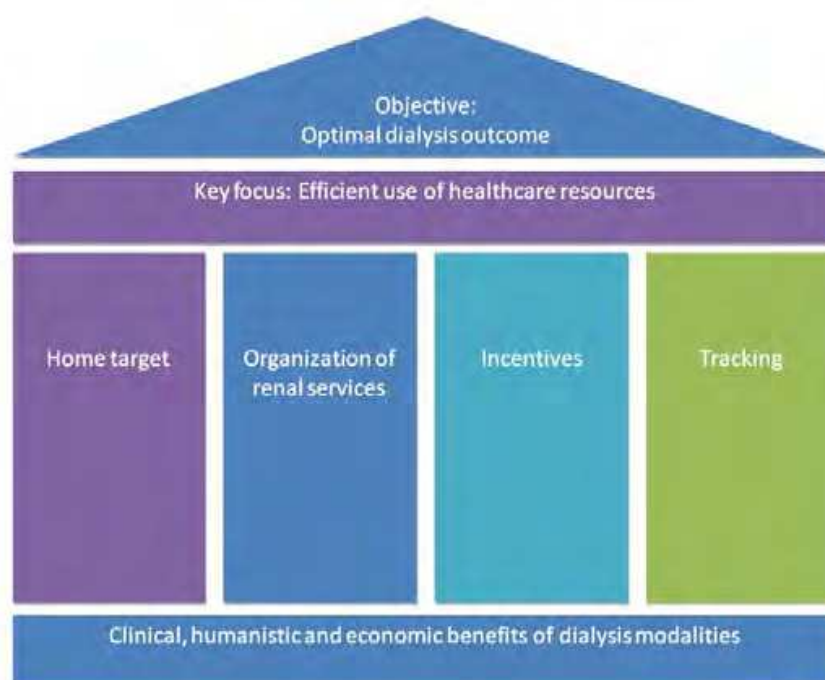 Objective:
Optimal dialysis outcome
Key focus: Efficient use of healthcare resources
Home target
Organization of
renal services
Incentives
Tracking
Clinical, humanistic and economic benefits of dialysis modalities